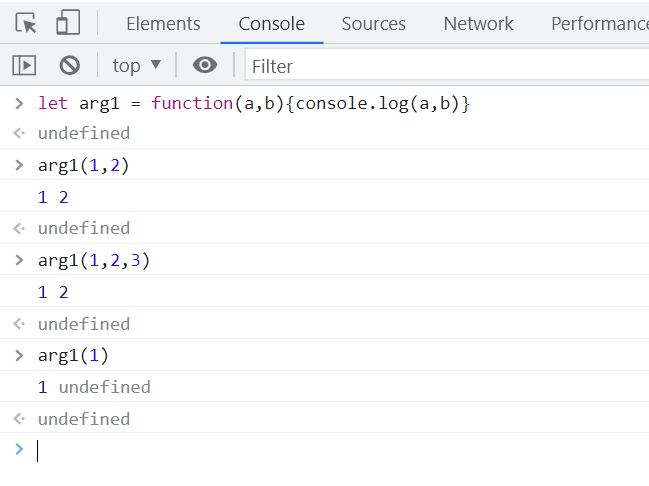 Elements Console Sources Network Performance
top ▼ Filter
> let arg1 = function(a,b){console.log(a,b)}
<· undefined
> arg1(1,2)
1 2
<· undefined
> arg1(1,2,3)
1 2
<· undefined
> arg1(1)
1 undefined
<· undefined
>